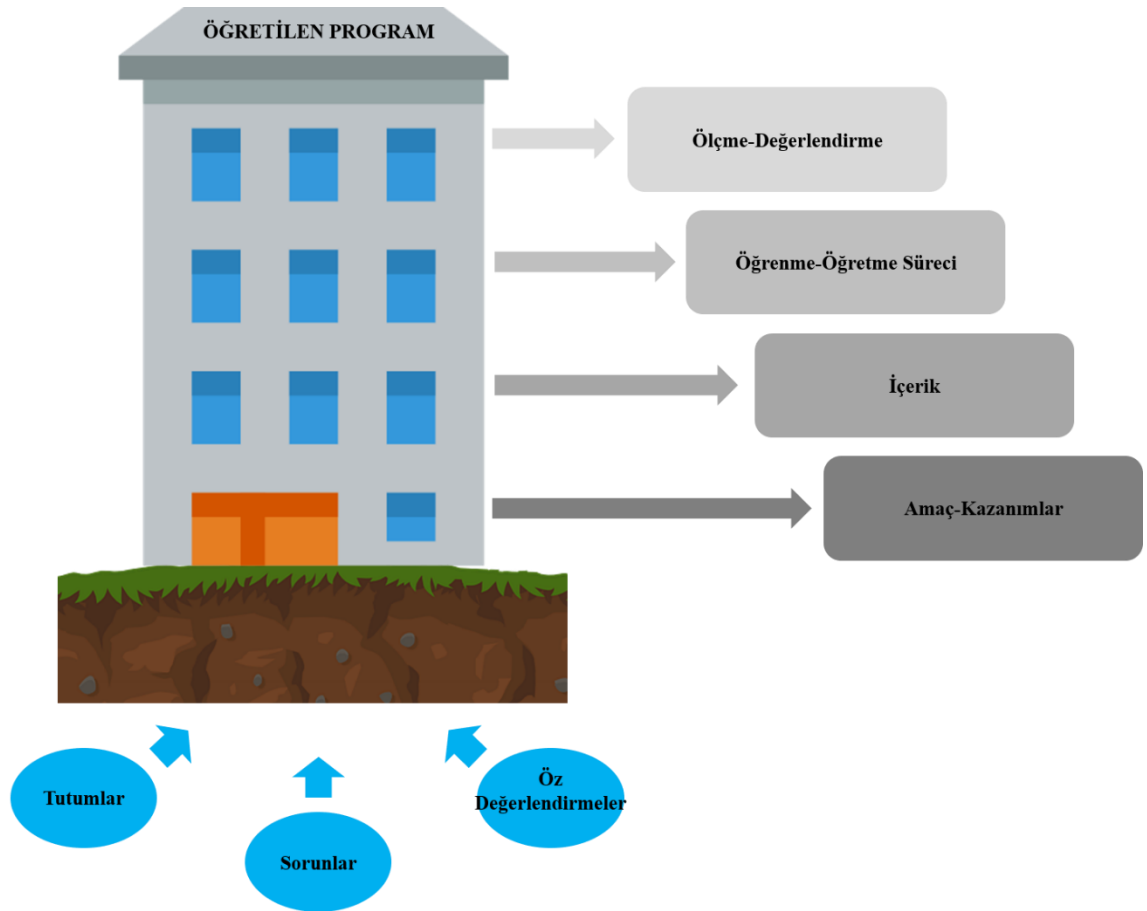 ÖĞRETİLEN PROGRAM
Ölçme-Değerlendirme
Öğrenme-Öğretme Süreci
İçerik
Amaç-Kazanımlar
Tutumlar
Sorunlar
Öz
Değerlendirmeler